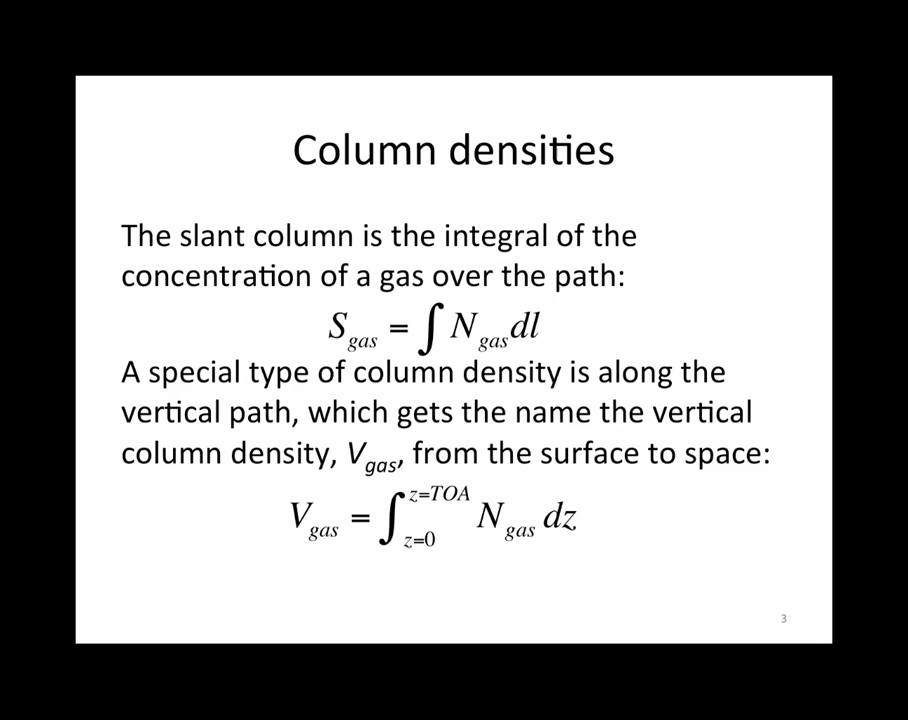 Column densities
The slant column is the integral of the
concentration of a gas over the path:
S_gas = ∫ N_gas dl
A special type of column density is along the
vertical path, which gets the name the vertical
column density, V_gas, from the surface to space:
V_gas = ∫_{z=0}^{z=TOA} N_gas dz
3